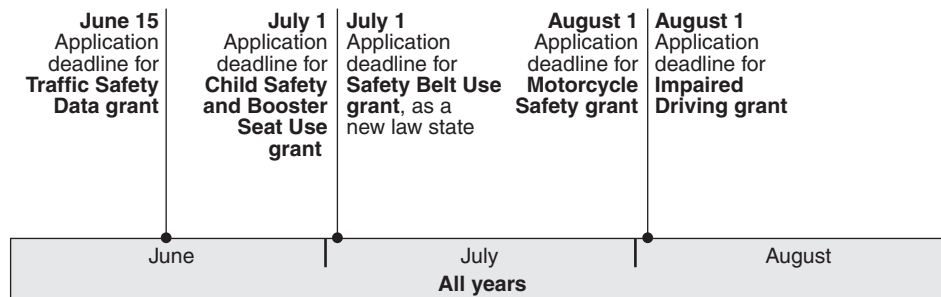 June 15
Application
deadline for
Traffic Safety
Data grant
July 1
Application
deadline for
Child Safety
and Booster
Seat Use
grant
July 1
Application
deadline for
Safety Belt Use
grant, as a
new law state
August 1
Application
deadline for
Motorcycle
Safety grant
August 1
Application
deadline for
Impaired
Driving grant
June
July
August
All years